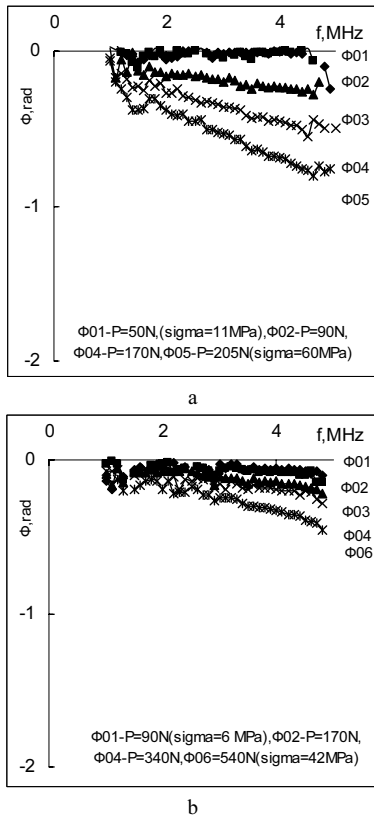 0 2 4 f,MHz
0
Φ01
Φ02
Φ03
Φ04
Φ05
Φ,rad
-1
-2
Φ01-P=50N,(sigma=11MPa),Φ02-P=90N,
Φ04-P=170N,Φ05-P=205N(sigma=60MPa)
a
0 2 4 f,MHz
0
Φ01
Φ02
Φ03
Φ04
Φ06
Φ,rad
-1
-2
Φ01-P=90N(sigma=6 MPa),Φ02-P=170N,
Φ04-P=340N,Φ06=540N(sigma=42MPa)
b